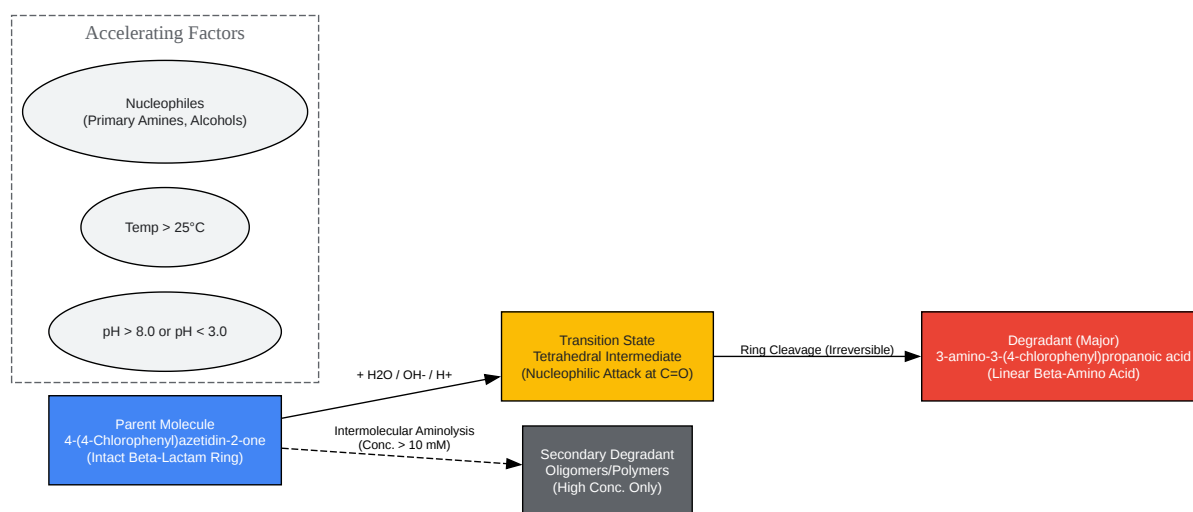 Accelerating Factors
Nucleophiles
(Primary Amines, Alcohols)
Temp > 25°C
pH > 8.0 or pH < 3.0
Parent Molecule
4-(4-Chlorophenyl)azetidin-2-one
(Intact Beta-Lactam Ring)
+ H2O / OH- / H+
Intermolecular Aminolysis
(Conc. > 10 mM)
Transition State
Tetrahedral Intermediate
(Nucleophilic Attack at C=O)
Secondary Degradant
Oligomers/Polymers
(High Conc. Only)
Ring Cleavage (Irreversible)
Degradant (Major)
3-amino-3-(4-chlorophenyl)propanoic acid
(Linear Beta-Amino Acid)